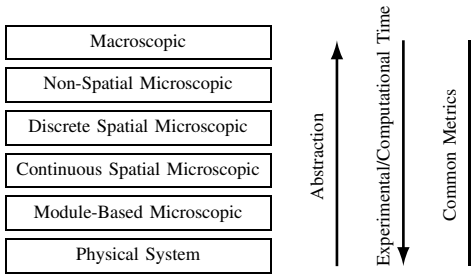 Macroscopic
Non-Spatial Microscopic
Discrete Spatial Microscopic
Continuous Spatial Microscopic
Module-Based Microscopic
Physical System
Abstraction
Experimental/Computational Time
Common Metrics